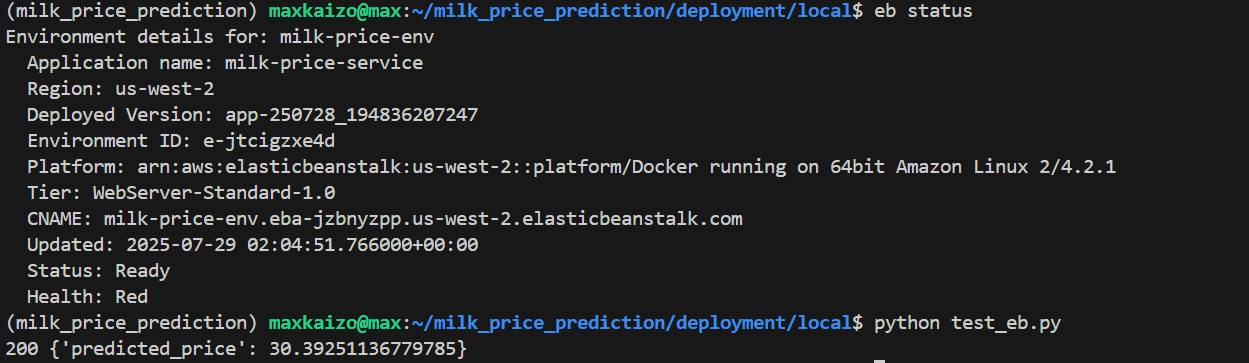 (milk_price_prediction) maxkaizo@max:~/milk_price_prediction/deployment/local$ eb status
Environment details for: milk-price-env
  Application name: milk-price-service
  Region: us-west-2
  Deployed Version: app-250728_194836207247
  Environment ID: e-jtcigzxe4d
  Platform: arn:aws:elasticbeanstalk:us-west-2::platform/Docker running on 64bit Amazon Linux 2/4.2.1
  Tier: WebServer-Standard-1.0
  CNAME: milk-price-env.eba-jzbnyzpp.us-west-2.elasticbeanstalk.com
  Updated: 2025-07-29 02:04:51.766000+00:00
  Status: Ready
  Health: Red
(milk_price_prediction) maxkaizo@max:~/milk_price_prediction/deployment/local$ python test_eb.py
200 {'predicted_price': 30.39251136779785}